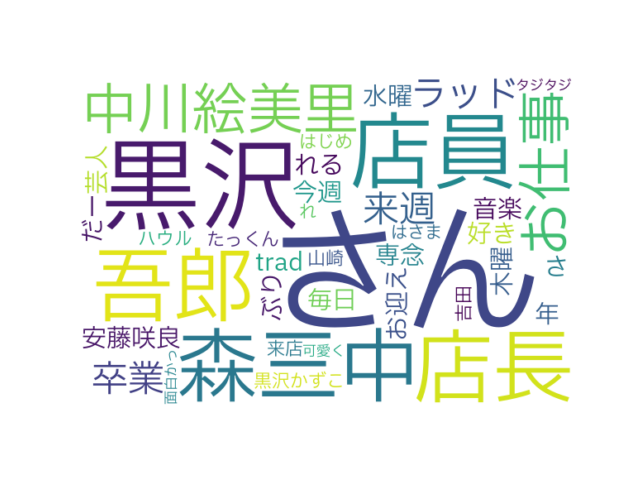 中川絵美里
水曜
ラッド
タジタジ
芸人
黒沢
はじめ
れる
店員
お仕事
だー
今週
れ
来週
音楽
ハウル
たっくん
さん
はさま
好き
吾郎
trad
山崎
専念
木曜
さ
ぶり
毎日
お迎え
吉田
年
安藤咲良
森三中
店長
卒業
面白かっ
来店
可愛く
黒沢かずこ